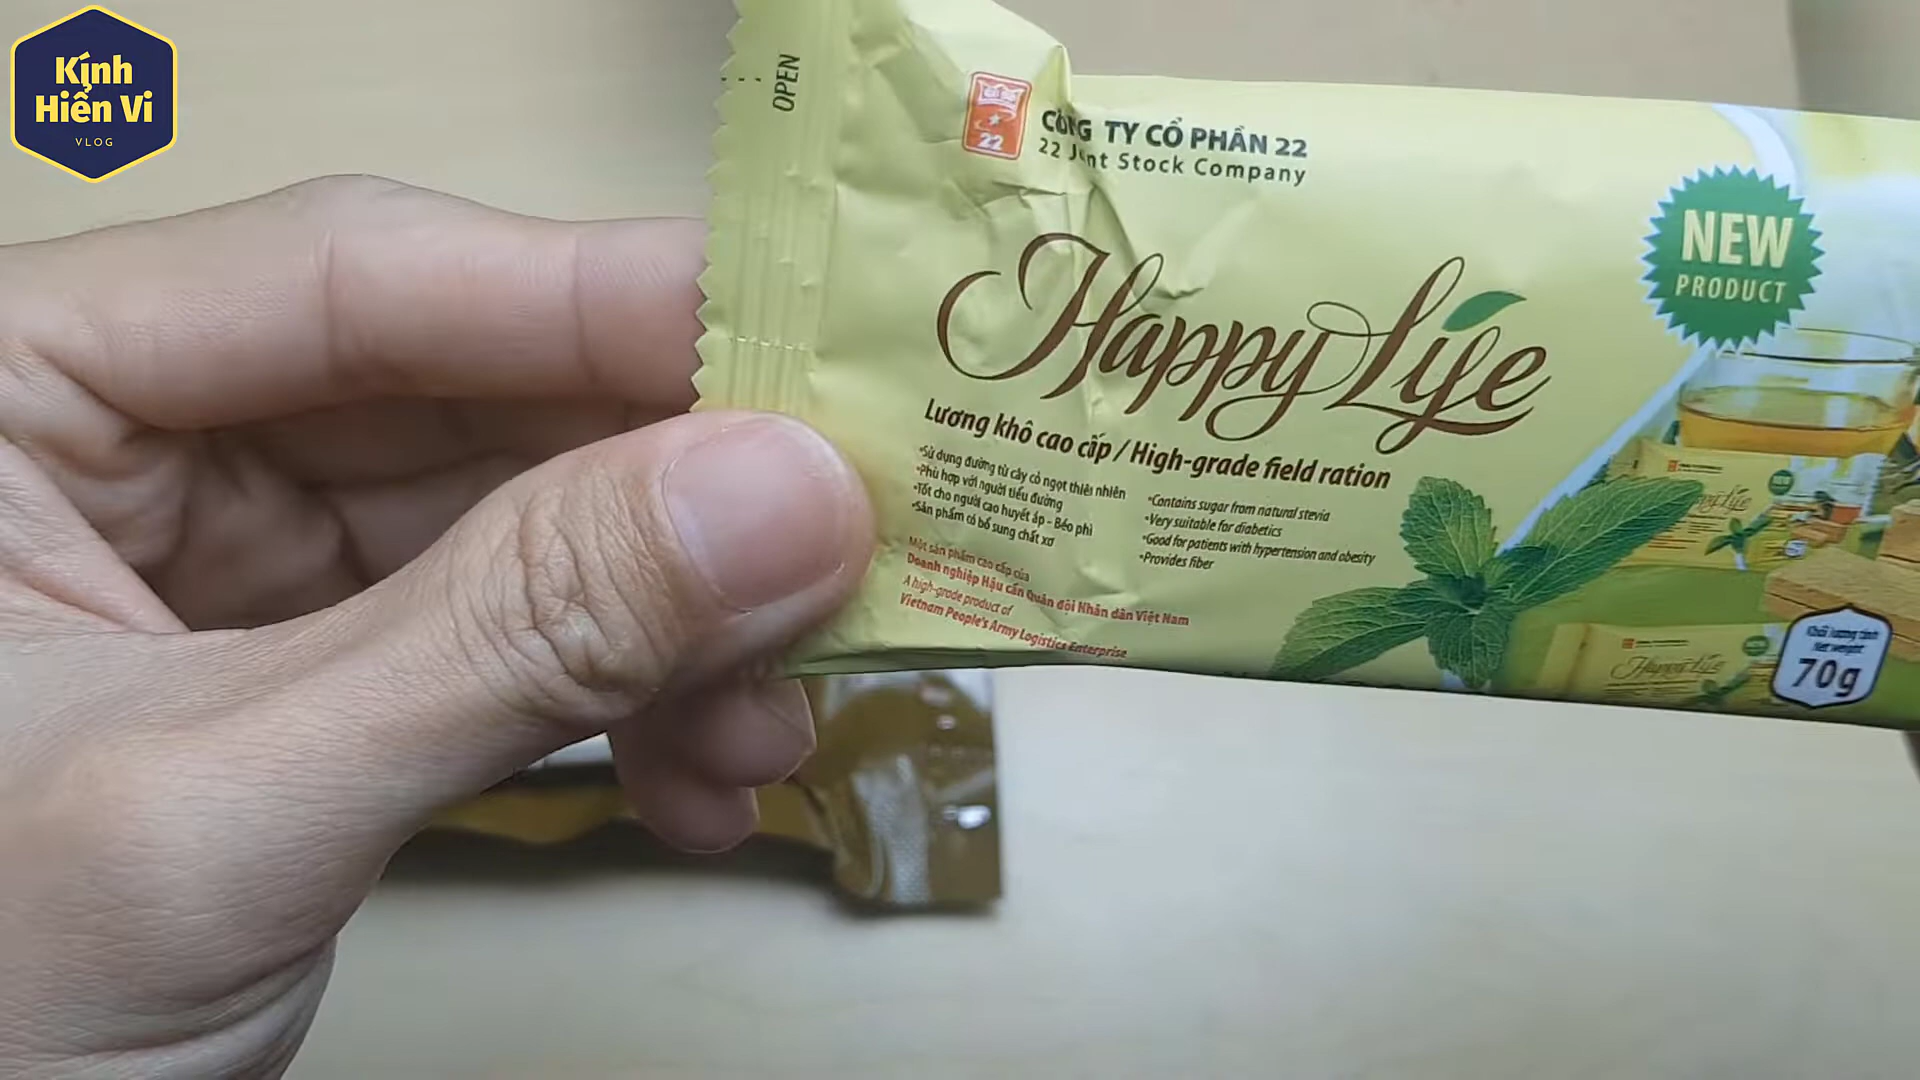 Kính
Hiển Vi
VLOG
OPEN
22
CÔNG TY CỔ PHẦN 22
22 Joint Stock Company
NEW
PRODUCT
Happy Life
Lương khô cao cấp / High-grade field ration
•Sử dụng đường từ cây cỏ ngọt thiên nhiên
•Phù hợp với người tiểu đường
•Tốt cho người cao huyết áp - Béo phì
•Sản phẩm có bổ sung chất xơ
•Contains sugar from natural stevia
•Very suitable for diabetics
•Good for patients with hypertension and obesity
•Provides fiber
Một sản phẩm cao cấp của
Doanh nghiệp Hậu cần Quân đội Nhân dân Việt Nam
A high-grade product of
Vietnam People's Army Logistics Enterprise
Happy Life
Happy Life
Khối lượng tịnh
Net weight
70g